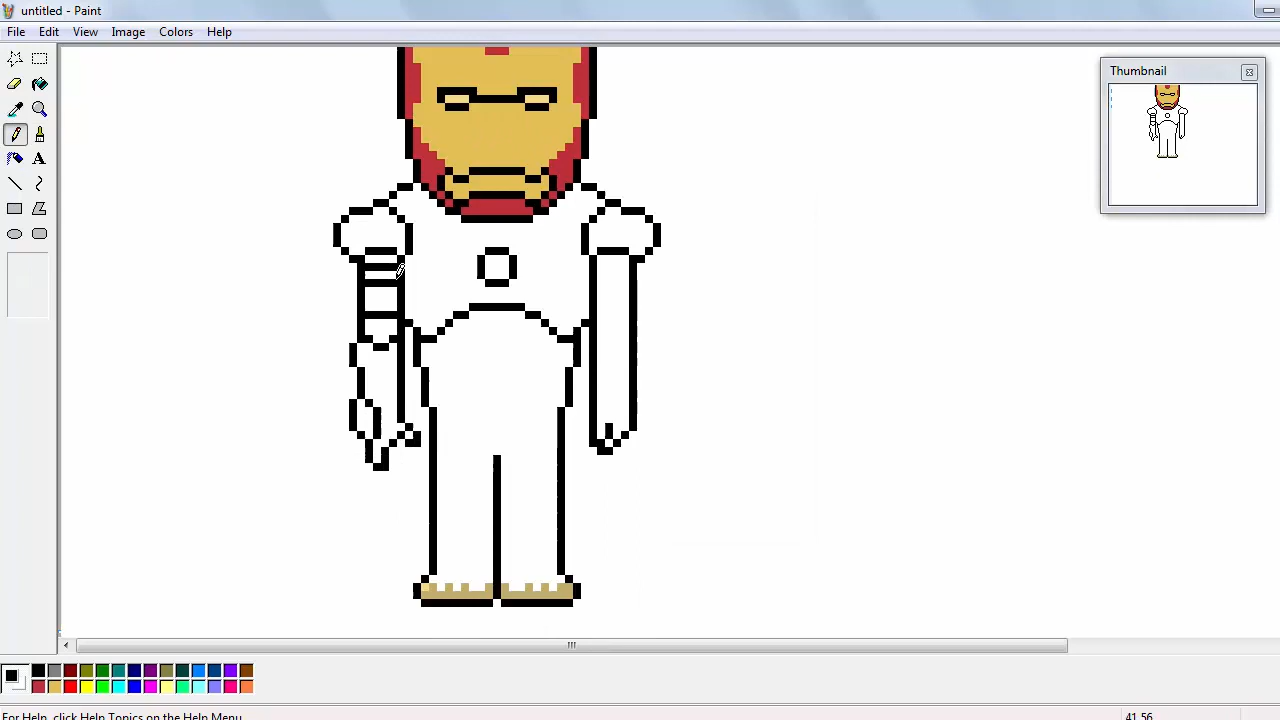 untitled - Paint
File Edit View Image Colors Help
Thumbnail
A
For Help, click Help Topics on the Help Menu.
41,56